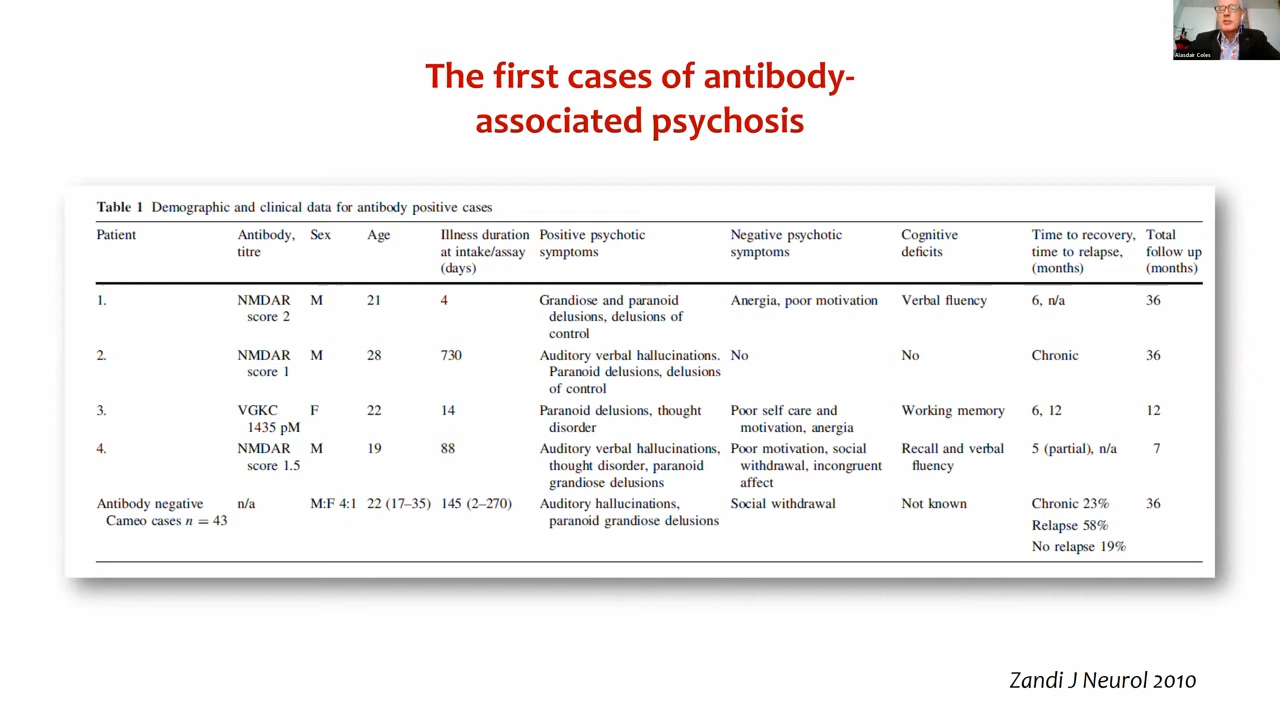 Alasdair Coles
The first cases of antibody-
associated psychosis
Table 1 Demographic and clinical data for antibody positive cases
Patient Antibody, Sex Age Illness duration Positive psychotic Negative psychotic Cognitive Time to recovery, Total
titre at intake/assay symptoms symptoms deficits time to relapse, follow up
(days) (months) (months)
1. NMDAR M 21 4 Grandiose and paranoid Anergia, poor motivation Verbal fluency 6, n/a 36
score 2 delusions, delusions of
control
2. NMDAR M 28 730 Auditory verbal hallucinations. No No Chronic 36
score 1 Paranoid delusions, delusions
of control
3. VGKC F 22 14 Paranoid delusions, thought Poor self care and Working memory 6, 12 12
1435 pM disorder motivation, anergia
4. NMDAR M 19 88 Auditory verbal hallucinations, Poor motivation, social Recall and verbal 5 (partial), n/a 7
score 1.5 thought disorder, paranoid withdrawal, incongruent fluency
grandiose delusions affect
Antibody negative n/a M:F 4:1 22 (17–35) 145 (2–270) Auditory hallucinations, Social withdrawal Not known Chronic 23% 36
Cameo cases n = 43 paranoid grandiose delusions Relapse 58%
No relapse 19%
Zandi J Neurol 2010